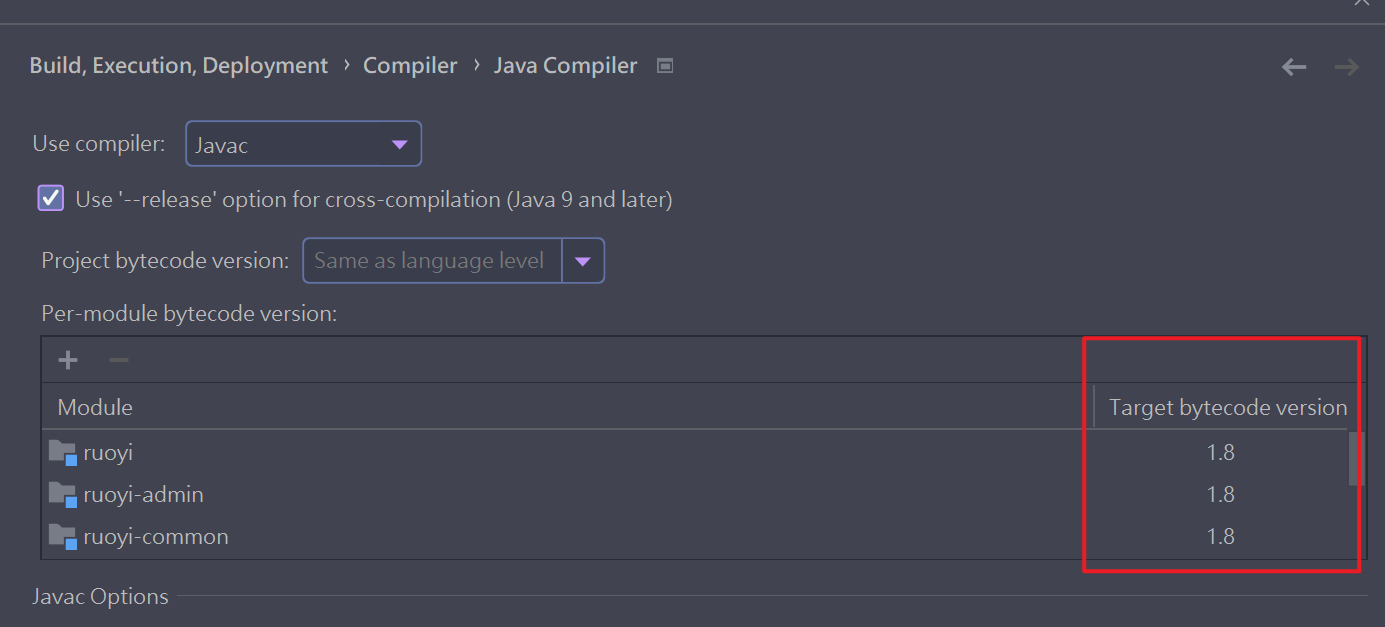 Build, Execution, Deployment › Compiler › Java Compiler
Use compiler: Javac
Use '--release' option for cross-compilation (Java 9 and later)
Project bytecode version: Same as language level
Per-module bytecode version:
Module Target bytecode version
ruoyi 1.8
ruoyi-admin 1.8
ruoyi-common 1.8
Javac Options